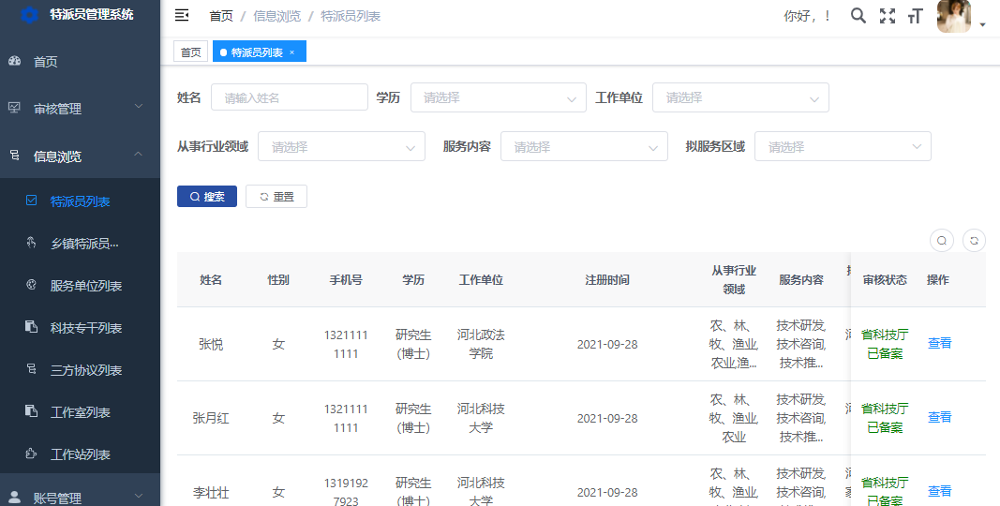 特派员管理系统
首页 / 信息浏览 / 特派员列表
你好，！
首页
特派员列表 ×
首页
审核管理
信息浏览
特派员列表
乡镇特派员...
服务单位列表
科技专干列表
三方协议列表
工作室列表
工作站列表
账号管理
姓名 请输入姓名 学历 请选择 工作单位 请选择
从事行业领域 请选择 服务内容 请选择 拟服务区域 请选择
搜索 重置
姓名 性别 手机号 学历 工作单位 注册时间 从事行业领域 服务内容 审核状态 操作
张悦 女 13211111111 研究生(博士) 河北政法学院 2021-09-28 农、林、牧、渔业,农业,渔... 技术研发,技术咨询,技术推... 省科技厅已备案 查看
张月红 女 13211111111 研究生(博士) 河北科技大学 2021-09-28 农、林、牧、渔业,农业 技术研发,技术咨询,技术推... 省科技厅已备案 查看
李壮壮 女 13191927923 研究生(博士) 河北科技大学 2021-09-28 农、林、牧、渔业, 技术研发,技术咨询, 省科技厅已备案 查看